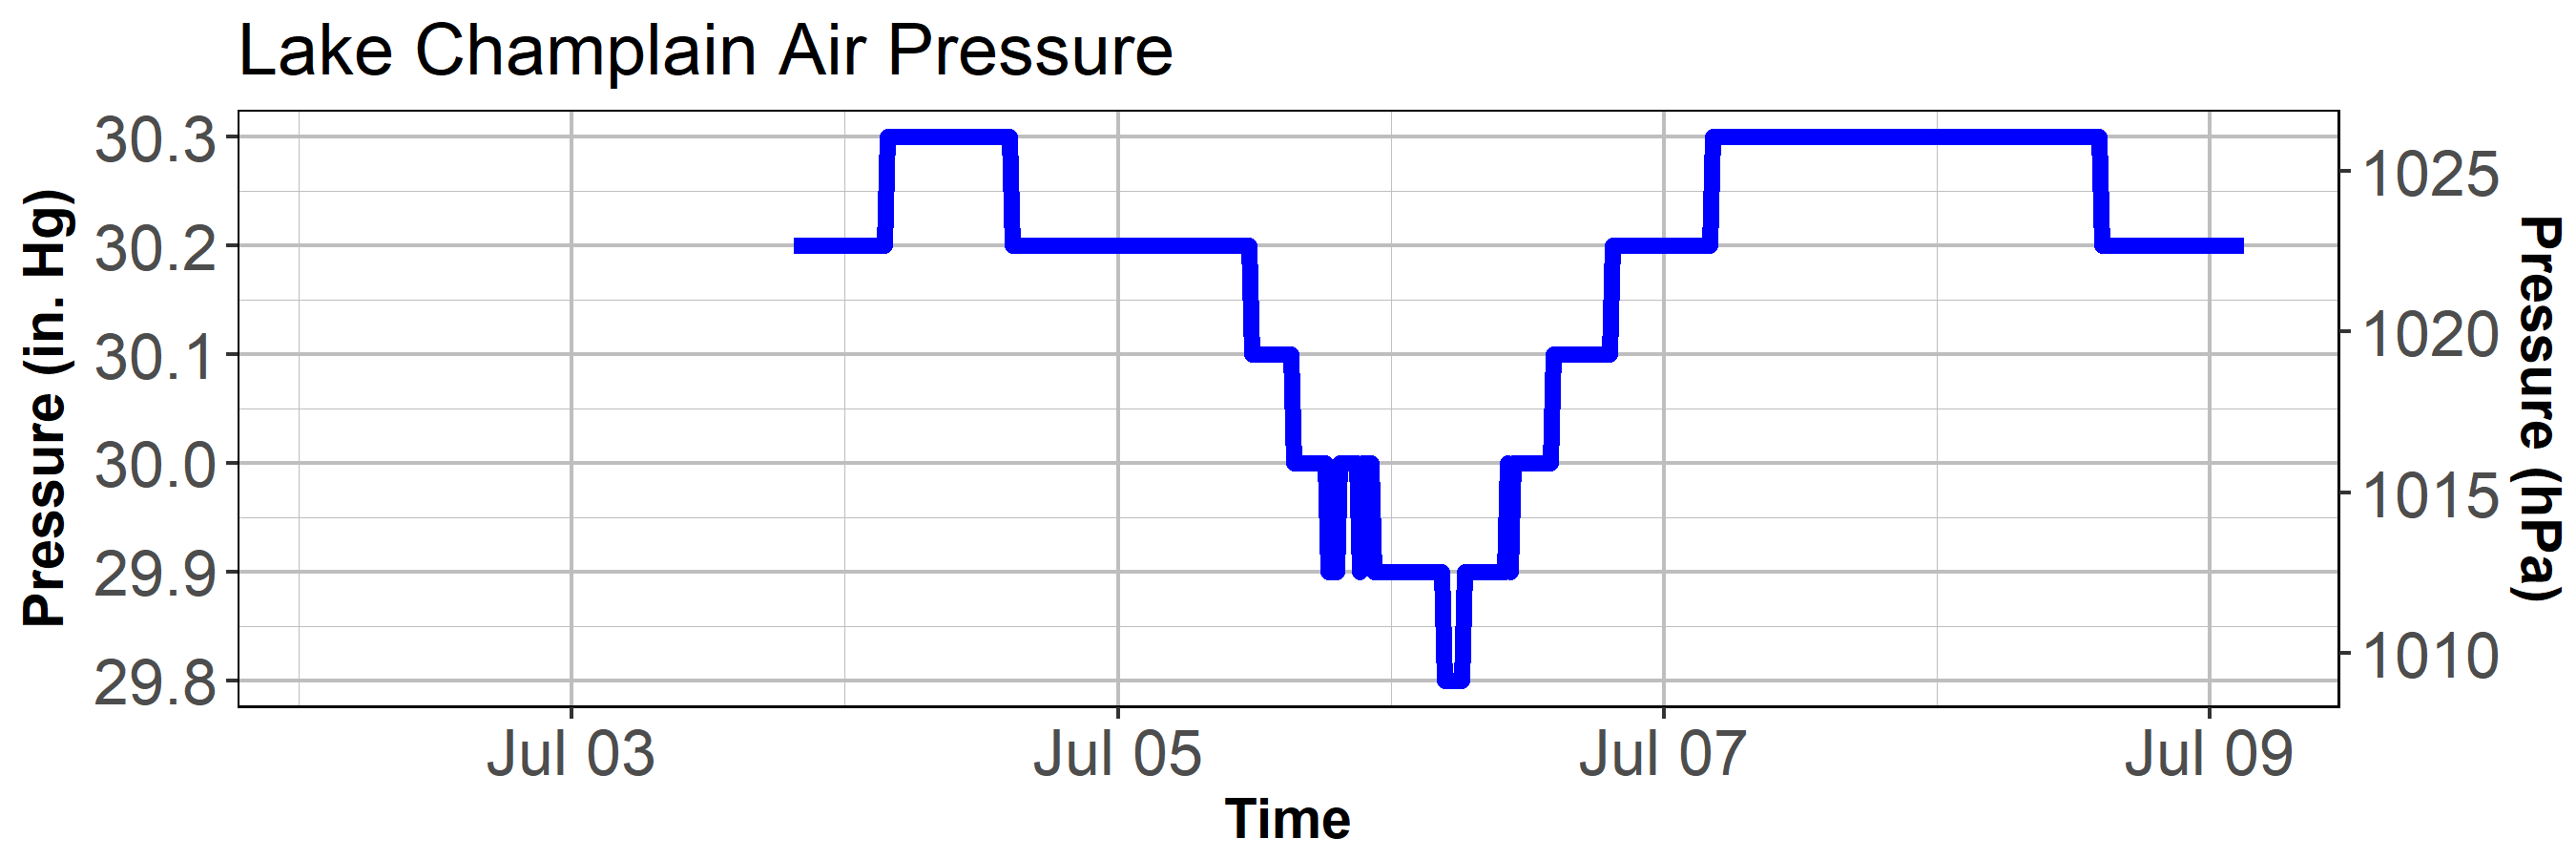 Lake Champlain Air Pressure
Pressure (in. Hg)
30.3
30.2
30.1
30.0
29.9
29.8
1025
1020
1015
1010
Pressure (hPa)
Jul 03 Jul 05 Jul 07 Jul 09
Time